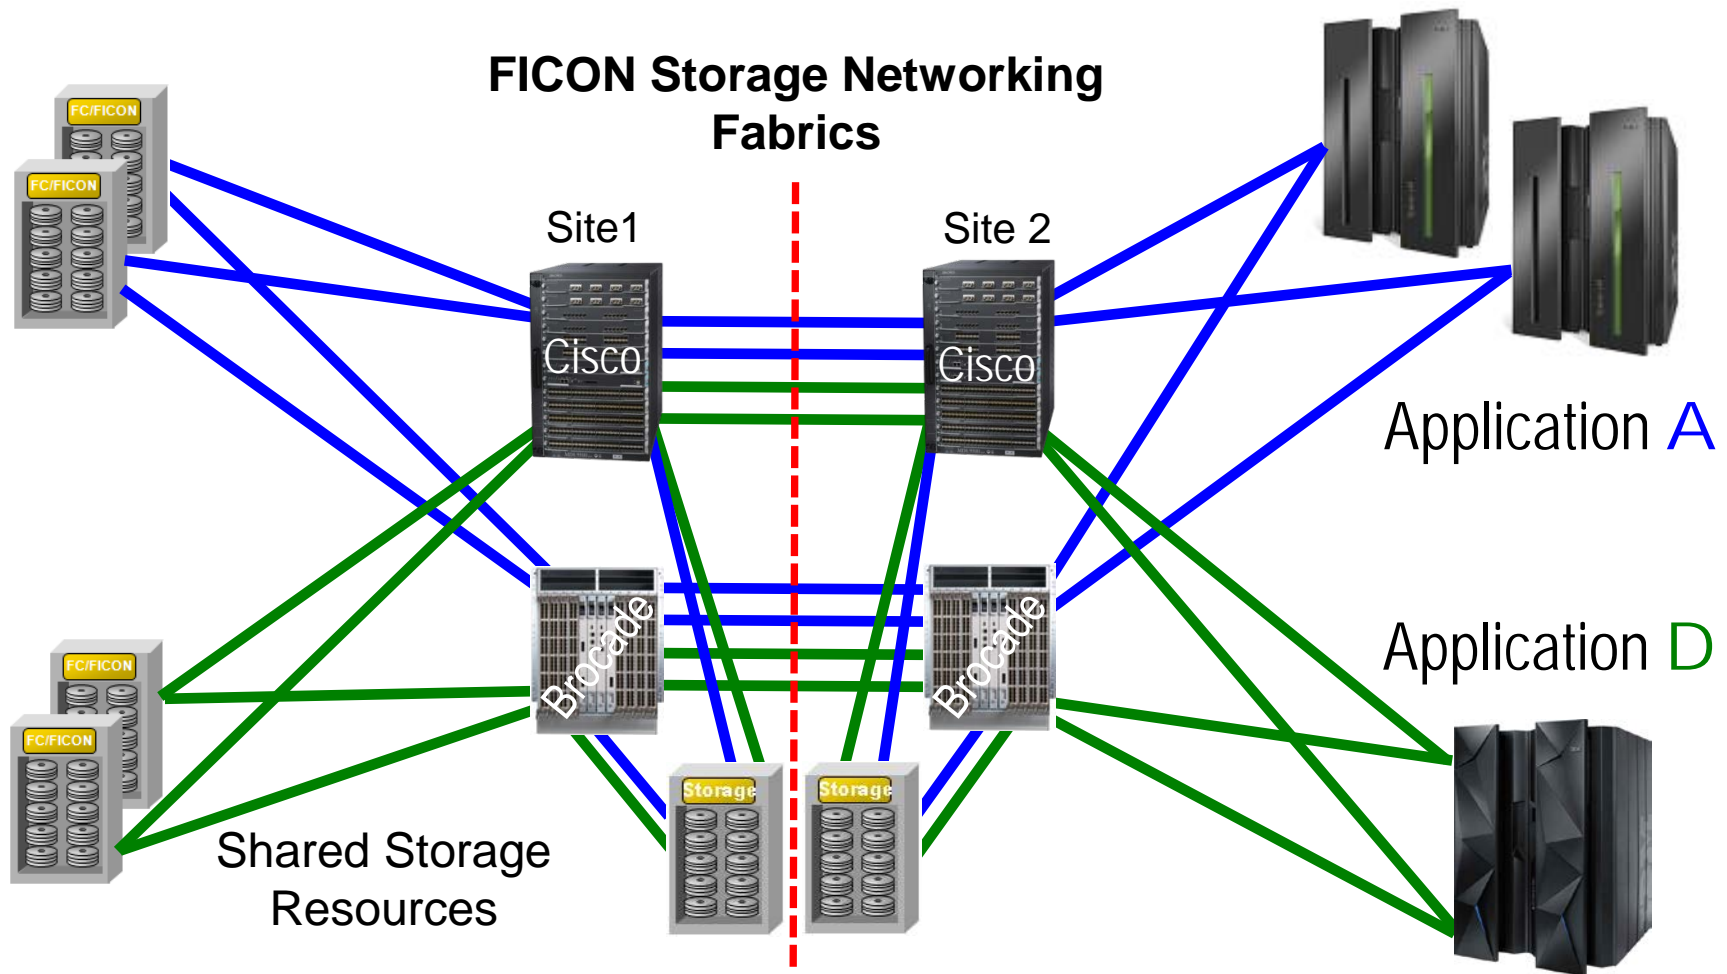 FICON Storage Networking
Fabrics
FC/FICON
FC/FICON
Site1
Site 2
Cisco
Cisco
Application A
Brocade
Brocade
Application D
FC/FICON
FC/FICON
Storage
Storage
Shared Storage
Resources